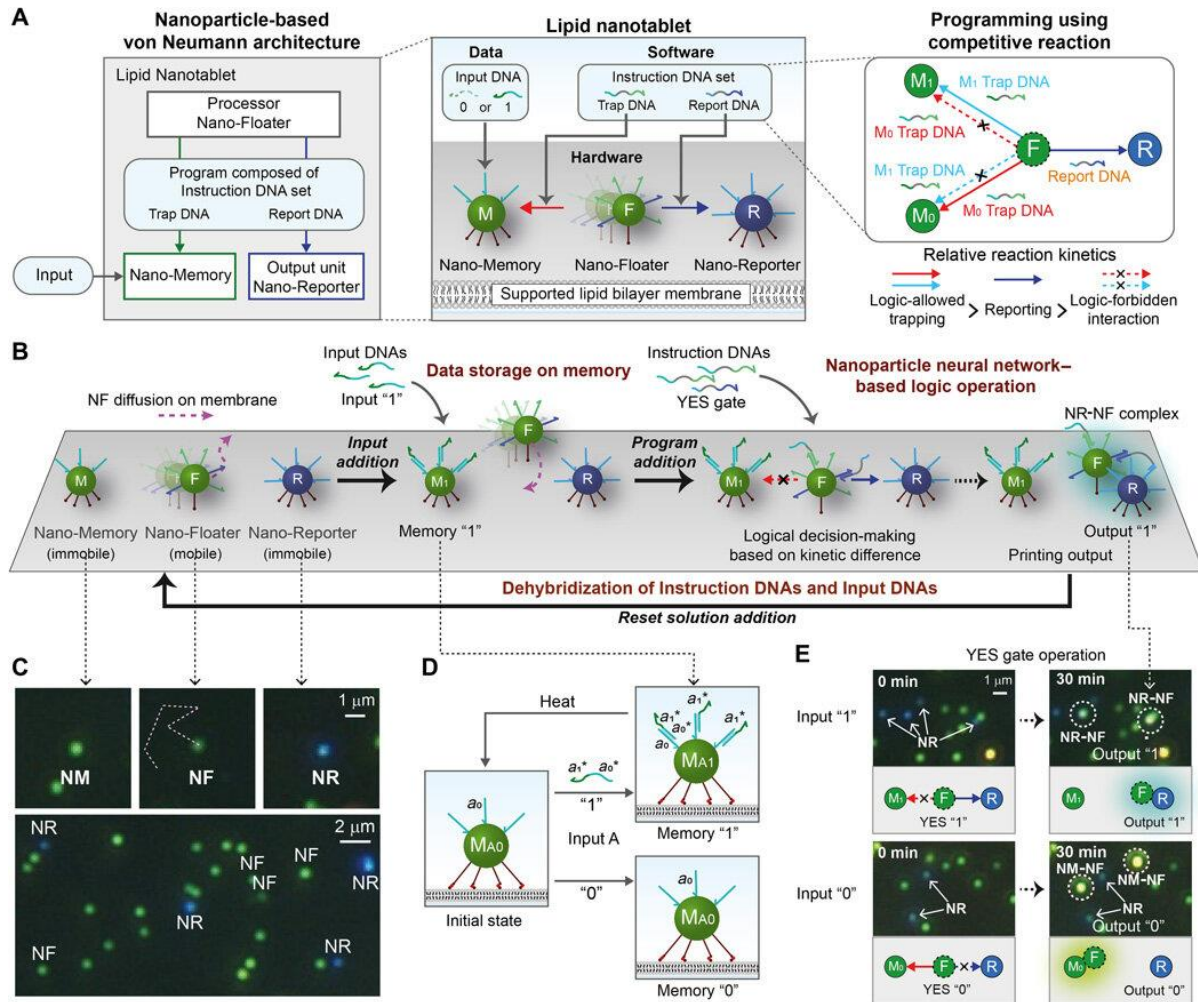 A
Nanoparticle-based
von Neumann architecture
Lipid Nanotablet
Processor
Nano-Floater
Program composed of
Instruction DNA set
Trap DNA
Report DNA
Input
Nano-Memory
Output unit
Nano-Reporter
Lipid nanotablet
Data
Software
Input DNA
0 or 1
Instruction DNA set
Trap DNA
Report DNA
Hardware
M
F
R
Nano-Memory
Nano-Floater
Nano-Reporter
Supported lipid bilayer membrane
Programming using
competitive reaction
M1
M1 Trap DNA
M0 Trap DNA
F
R
Report DNA
M1 Trap DNA
M0
M0 Trap DNA
Relative reaction kinetics
Logic-allowed
trapping
>
Reporting
>
Logic-forbidden
interaction
B
Input DNAs
Input “1”
Data storage on memory
Instruction DNAs
YES gate
Nanoparticle neural network–
based logic operation
NF diffusion on membrane
NR-NF complex
M
F
R
Input
addition
M1
F
R
Program
addition
M1
F
R
M1
F
R
Nano-Memory
(immobile)
Nano-Floater
(mobile)
Nano-Reporter
(immobile)
Memory “1”
Logical decision-making
based on kinetic difference
Printing output
Output “1”
Dehybridization of Instruction DNAs and Input DNAs
Reset solution addition
C
1 μm
NM
NF
NR
2 μm
NR
NF
NF
NF
NR
NR
NF
NR
D
Heat
a1*
a1*
a0*
a1*
a0
MA1
a1* a0*
“1”
Memory “1”
a0
MA0
Input A
“0”
a0
MA0
Initial state
Memory “0”
E
YES gate operation
Input “1”
0 min
1 μm
NR
30 min
NR-NF
NR-NF
Output “1”
M1
F
R
YES “1”
M1
F
R
Output “1”
Input “0”
0 min
NR
30 min
NM-NF
NM-NF
NR
Output “0”
M0
F
R
YES “0”
M0
F
R
Output “0”